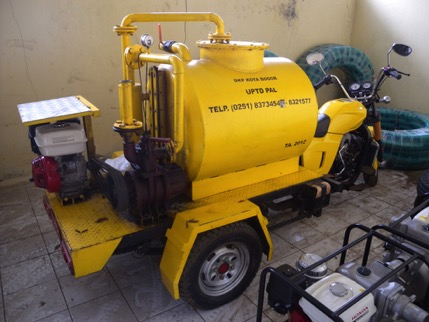 DKP KOTA BOGOR
UPTD PAL
TELP. (0251) 8373454 - 8321577
TA. 2012